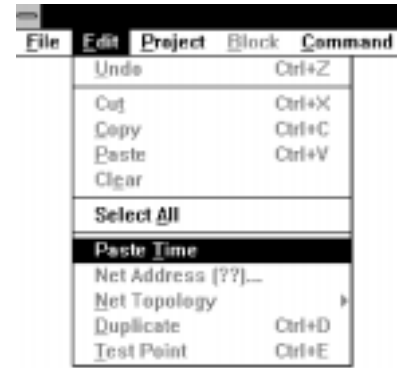 File Edit Project Block Command
Undo Ctrl+Z
Cut Ctrl+X
Copy Ctrl+C
Paste Ctrl+V
Clear
Select All
Paste Time
Net Address [??]...
Net Topology
Duplicate Ctrl+D
Test Point Ctrl+E